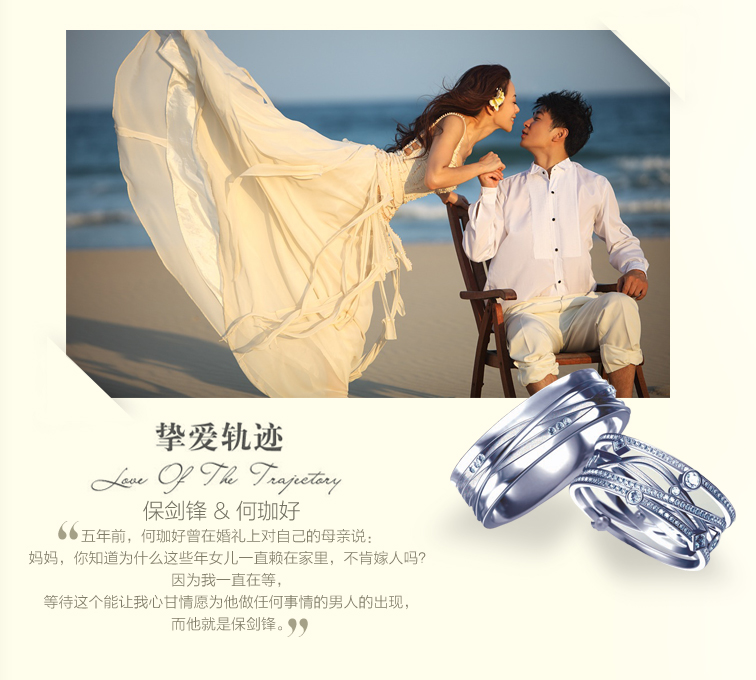 挚爱轨迹
Love Of The Trajectory
保剑锋 & 何珈好
“五年前，何珈好曾在婚礼上对自己的母亲说：
妈妈，你知道为什么这些年女儿一直赖在家里，不肯嫁人吗？
因为我一直在等，
等待这个能让我心甘情愿为他做任何事情的男人的出现，
而他就是保剑锋。”